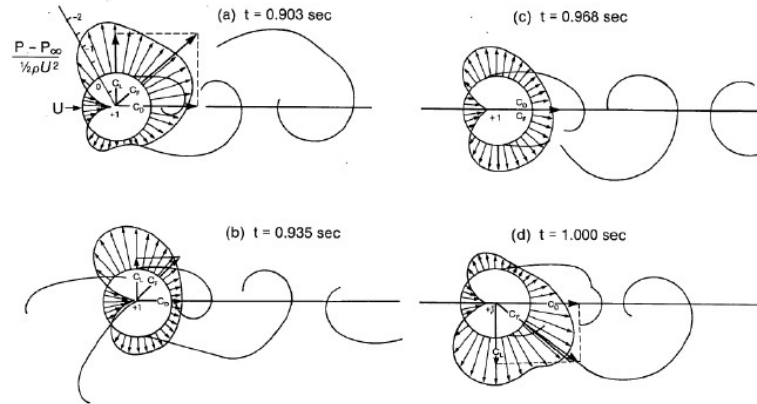 (a) t = 0.903 sec
-2
-1
0
P – P∞
½ρU²
U
+1
C_L
C_F
C_D
(c) t = 0.968 sec
+1
C_D
C_F
(b) t = 0.935 sec
C_L
C_F
+1
C_D
(d) t = 1.000 sec
C_D
C_F
C_L